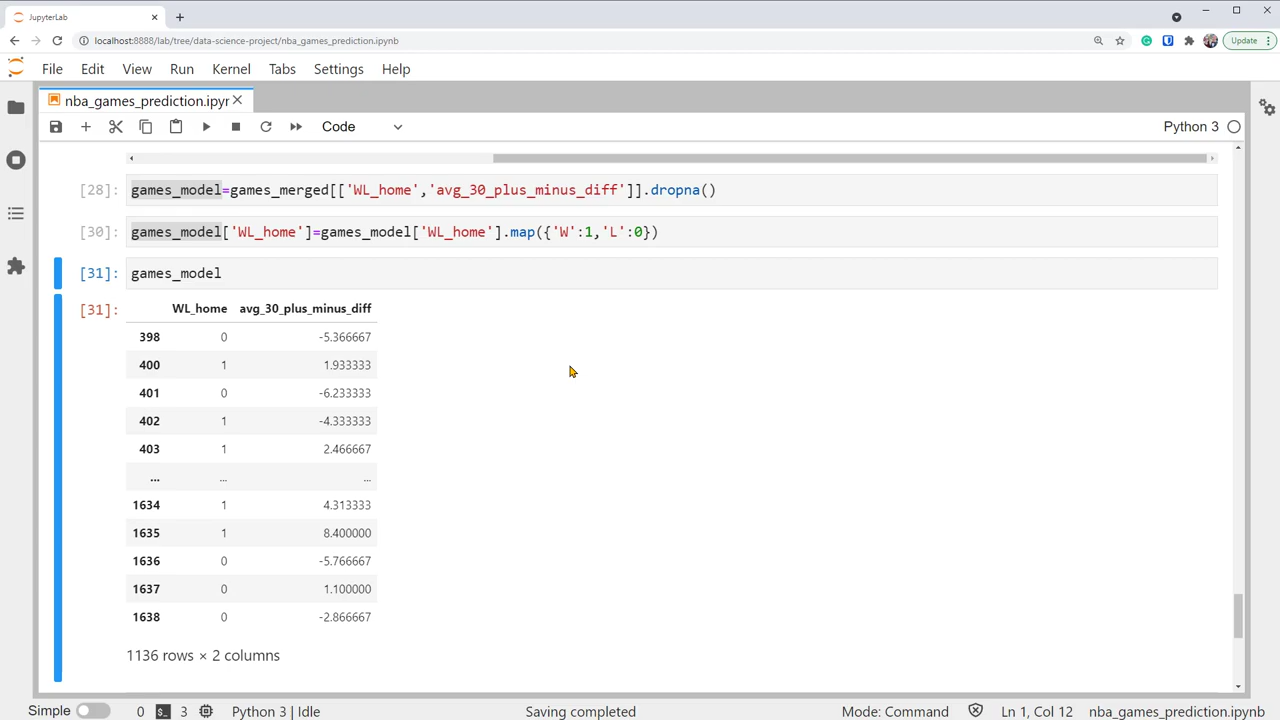 JupyterLab
localhost:8888/lab/tree/data-science-project/nba_games_prediction.ipynb
Update
File Edit View Run Kernel Tabs Settings Help
nba_games_prediction.ipyr
Code
Python 3
[28]: games_model=games_merged[['WL_home','avg_30_plus_minus_diff']].dropna()
[30]: games_model['WL_home']=games_model['WL_home'].map({'W':1,'L':0})
[31]: games_model
[31]: WL_home avg_30_plus_minus_diff
398 0 -5.366667
400 1 1.933333
401 0 -6.233333
402 1 -4.333333
403 1 2.466667
... ... ...
1634 1 4.313333
1635 1 8.400000
1636 0 -5.766667
1637 0 1.100000
1638 0 -2.866667
1136 rows × 2 columns
Simple 0 3 Python 3 | Idle Saving completed Mode: Command Ln 1, Col 12 nba_games_prediction.ipynb